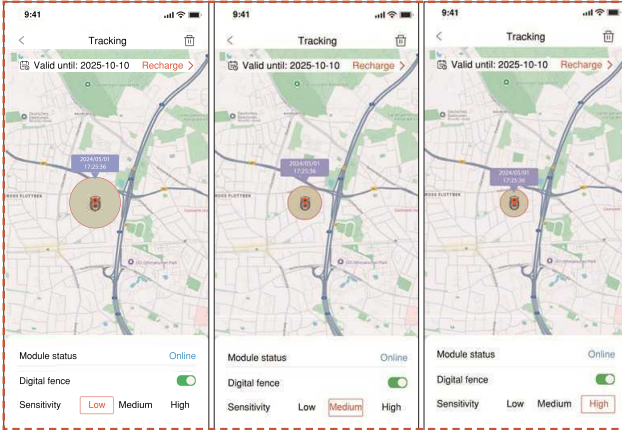 9:41
Tracking
Valid until: 2025-10-10 Recharge
2024/05/01
17:25:36
Module status Online
Digital fence
Sensitivity Low Medium High
9:41
Tracking
Valid until: 2025-10-10 Recharge
2024/05/01
17:25:36
Module status Online
Digital fence
Sensitivity Low Medium High
9:41
Tracking
Valid until: 2025-10-10 Recharge
2024/05/01
17:25:36
Module status Online
Digital fence
Sensitivity Low Medium High